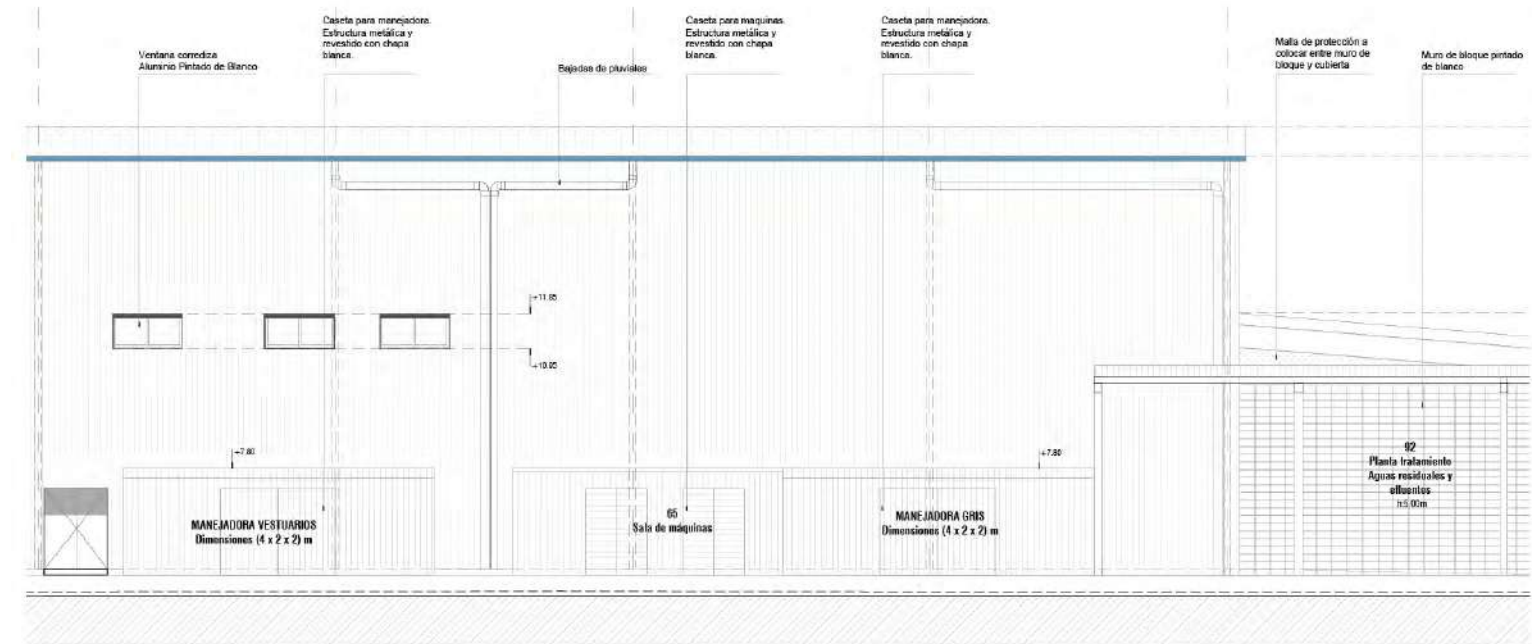 Ventana corrediza
Aluminio Pintado de Blanco
Caseta para manejadora.
Estructura metálica y
revestido con chapa
blanca.
Bajadas de pluviales
Caseta para maquinas.
Estructura metálica y
revestido con chapa
blanca.
Caseta para manejadora.
Estructura metálica y
revestido con chapa
blanca.
Malla de protección a
colocar entre muro de
bloque y cubierta
Muro de bloque pintado
de blanco
+11.85
+10.95
+7.80
+7.80
MANEJADORA VESTUARIOS
Dimensiones (4 x 2 x 2) m
65
Sala de máquinas
MANEJADORA GRIS
Dimensiones (4 x 2 x 2) m
92
Planta tratamiento
Aguas residuales y
efluentes
h:5.00m